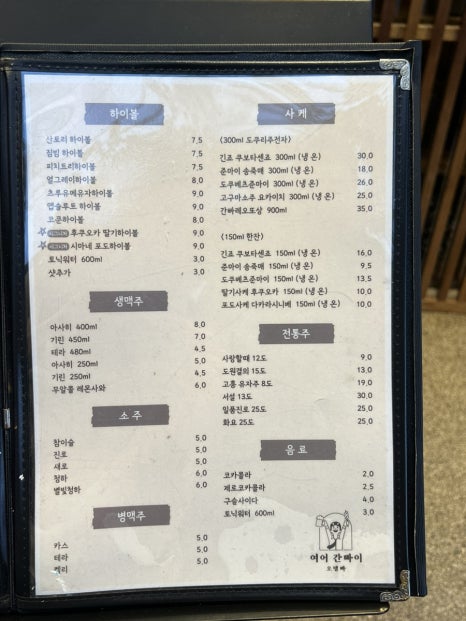 하이볼
산토리 하이볼 7.5
짐빔 하이볼 7.5
피치트리하이볼 7.5
얼그레이하이볼 8.0
츠루유메유자하이볼 9.0
앱솔루트 하이볼 9.0
고쿤하이볼 8.0
후쿠오카 딸기하이볼 9.0
시마네 포도하이볼 9.0
토닉워터 600ml 3.0
샷추가 3.0
생맥주
아사히 400ml 8.0
기린 450ml 7.0
테라 480ml 4.5
아사히 250ml 5.0
기린 250ml 4.5
무알콜 레몬사와 6.0
소주
참이슬 5.0
진로 5.0
새로 5.0
청하 6.0
별빛청하 6.0
병맥주
카스 5.0
테라 5.0
켈리 5.0
사케
(300ml 도쿠리주전자)
긴죠 쿠보타센쥬 300ml (냉 온) 30.0
준마이 송죽매 300ml (냉 온) 18.0
도쿠베츠준마이 300ml (냉 온) 26.0
고구마소주 요카이치 300ml (냉 온) 25.0
간빠레오또상 900ml 35.0
(150ml 한잔)
긴죠 쿠보타센쥬 150ml (냉 온) 16.0
준마이 송죽매 150ml (냉 온) 9.5
도쿠베츠준마이 150ml (냉 온) 13.5
딸기사케 후쿠오카 150ml (냉 온) 10.0
포도사케 다카라시니베 150ml (냉 온) 10.0
전통주
사랑할때 12도 9.0
도원결의 15도 13.0
고흥 유자주 8도 19.0
서설 13도 30.0
일품진로 25도 25.0
화요 25도 25.0
음료
코카콜라 2.0
제로코카콜라 2.5
구슬사이다 4.0
토닉워터 600ml 3.0
여어 간빠이
오뎅빠